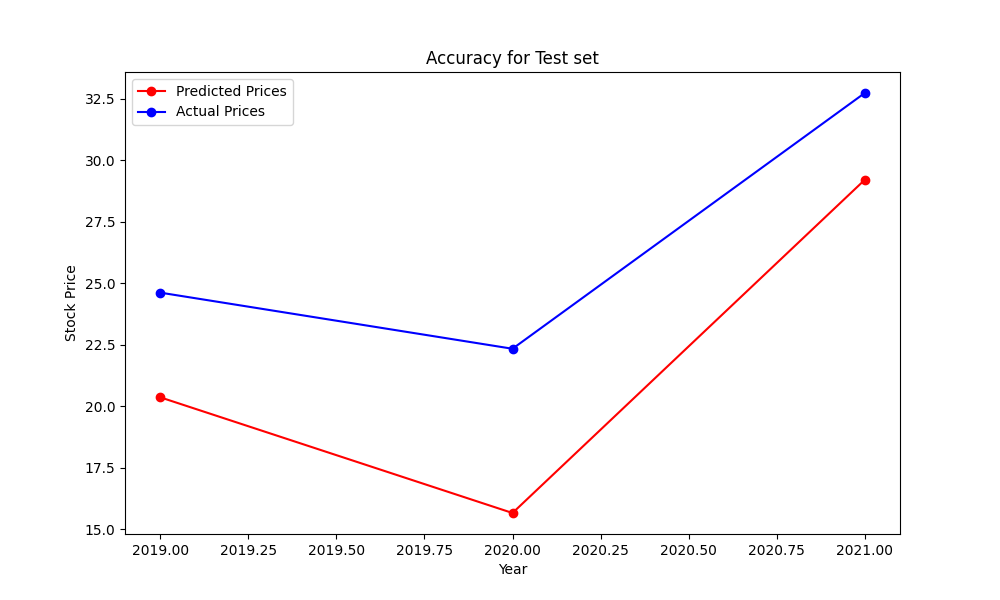 Accuracy for Test set
Predicted Prices
Actual Prices
32.5
30.0
27.5
25.0
22.5
20.0
17.5
15.0
Stock Price
2019.00 2019.25 2019.50 2019.75 2020.00 2020.25 2020.50 2020.75 2021.00
Year